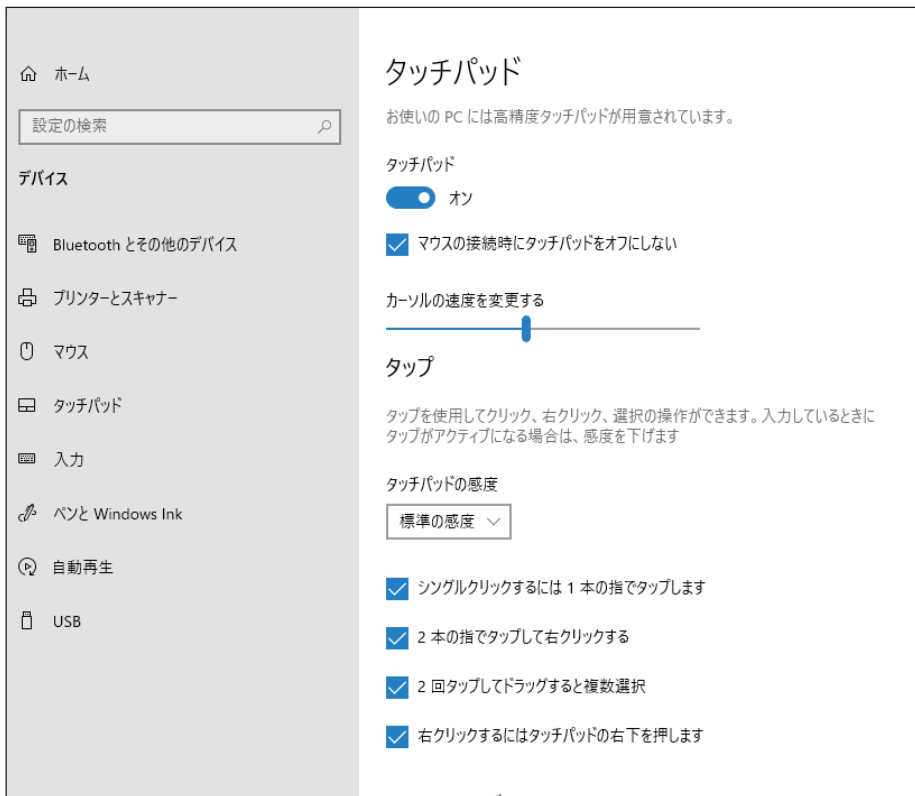 ホーム
設定の検索
デバイス
Bluetooth とその他のデバイス
プリンターとスキャナー
マウス
タッチパッド
入力
ペンと Windows Ink
自動再生
USB
タッチパッド
お使いの PC には高精度タッチパッドが用意されています。
タッチパッド
オン
マウスの接続時にタッチパッドをオフにしない
カーソルの速度を変更する
タップ
タップを使用してクリック、右クリック、選択の操作ができます。入力しているときに
タップがアクティブになる場合は、感度を下げます
タッチパッドの感度
標準の感度
シングルクリックするには 1 本の指でタップします
2 本の指でタップして右クリックする
2 回タップしてドラッグすると複数選択
右クリックするにはタッチパッドの右下を押します